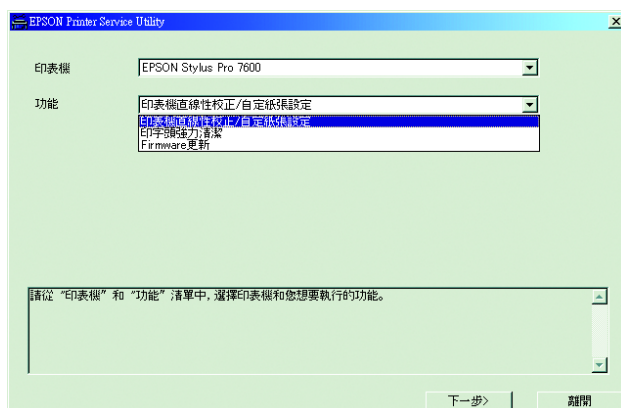 EPSON Printer Service Utility
印表機
EPSON Stylus Pro 7600
功能
印表機直線性校正/自定紙張設定
印表機直線性校正/自定紙張設定
印字頭強力清潔
Firmware更新
請從 “印表機” 和 “功能” 清單中, 選擇印表機和您想要執行的功能。
下一步>
離開